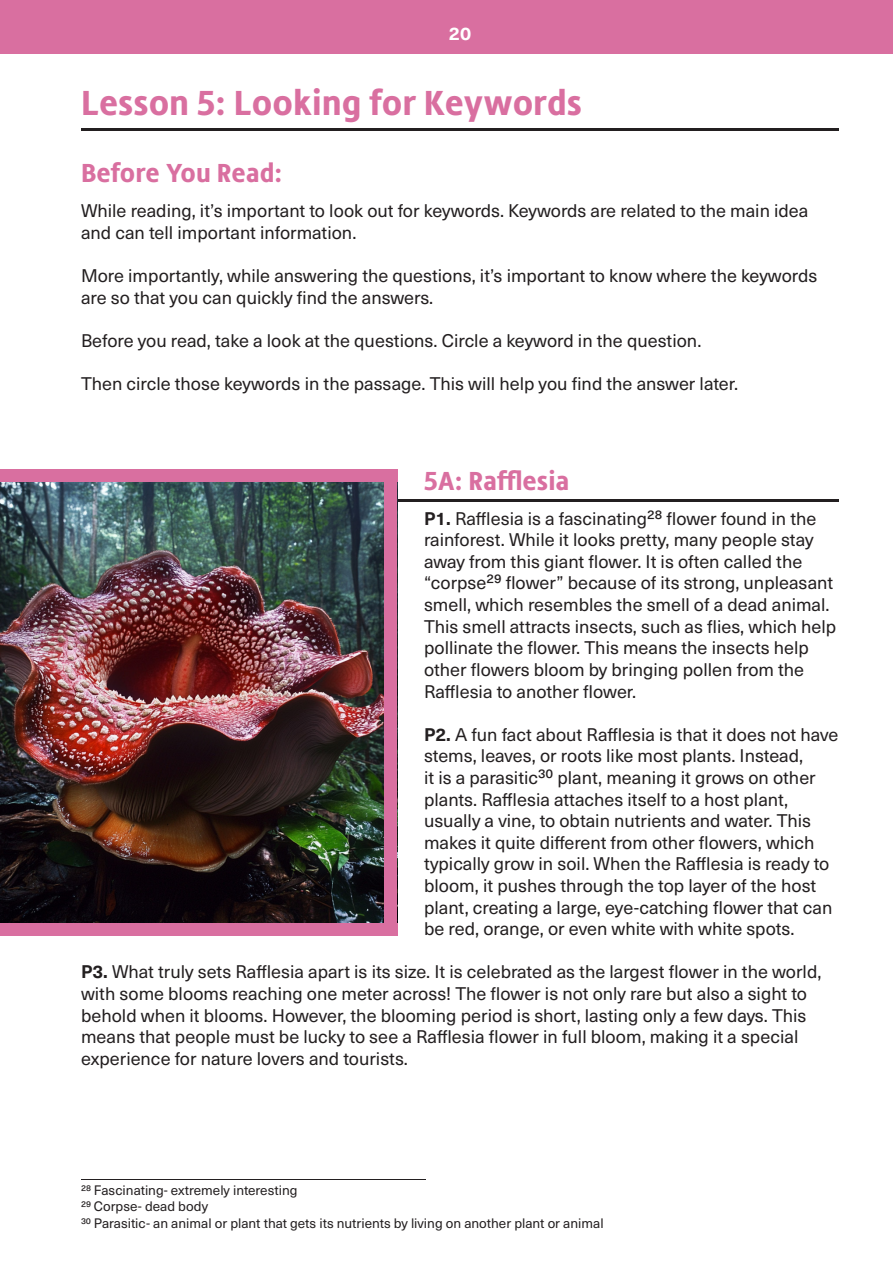 20
Lesson 5: Looking for Keywords
Before You Read:
While reading, it's important to look out for keywords. Keywords are related to the main idea
and can tell important information.
More importantly, while answering the questions, it's important to know where the keywords
are so that you can quickly find the answers.
Before you read, take a look at the questions. Circle a keyword in the question.
Then circle those keywords in the passage. This will help you find the answer later.
5A: Rafflesia
P1. Rafflesia is a fascinating²⁸ flower found in the
rainforest. While it looks pretty, many people stay
away from this giant flower. It is often called the
“corpse²⁹ flower” because of its strong, unpleasant
smell, which resembles the smell of a dead animal.
This smell attracts insects, such as flies, which help
pollinate the flower. This means the insects help
other flowers bloom by bringing pollen from the
Rafflesia to another flower.
P2. A fun fact about Rafflesia is that it does not have
stems, leaves, or roots like most plants. Instead,
it is a parasitic³⁰ plant, meaning it grows on other
plants. Rafflesia attaches itself to a host plant,
usually a vine, to obtain nutrients and water. This
makes it quite different from other flowers, which
typically grow in soil. When the Rafflesia is ready to
bloom, it pushes through the top layer of the host
plant, creating a large, eye-catching flower that can
be red, orange, or even white with white spots.
P3. What truly sets Rafflesia apart is its size. It is celebrated as the largest flower in the world,
with some blooms reaching one meter across! The flower is not only rare but also a sight to
behold when it blooms. However, the blooming period is short, lasting only a few days. This
means that people must be lucky to see a Rafflesia flower in full bloom, making it a special
experience for nature lovers and tourists.
²⁸ Fascinating- extremely interesting
²⁹ Corpse- dead body
³⁰ Parasitic- an animal or plant that gets its nutrients by living on another plant or animal